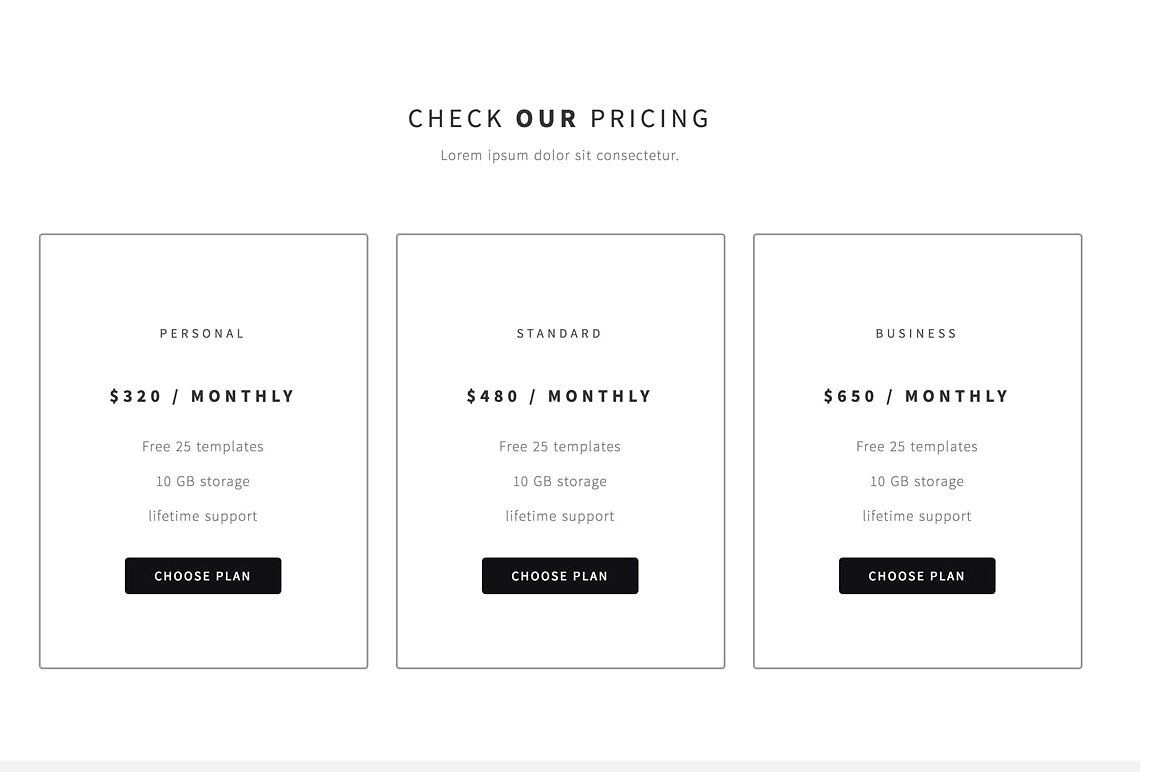 CHECK OUR PRICING
Lorem ipsum dolor sit consectetur.
PERSONAL
$320 / MONTHLY
Free 25 templates
10 GB storage
lifetime support
CHOOSE PLAN
STANDARD
$480 / MONTHLY
Free 25 templates
10 GB storage
lifetime support
CHOOSE PLAN
BUSINESS
$650 / MONTHLY
Free 25 templates
10 GB storage
lifetime support
CHOOSE PLAN